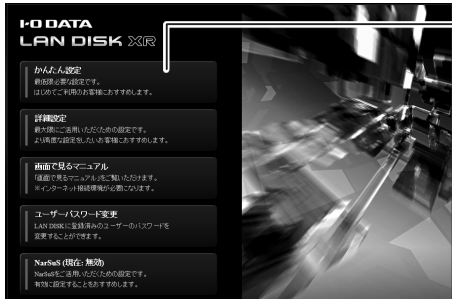 I-O DATA
LAN DISK XR
かんたん設定
最低限必要な設定です。
はじめてご利用のお客様におすすめします。
詳細設定
最大限にご活用いただくための設定です。
より高度な設定をしたいお客様におすすめします。
画面で見るマニュアル
「画面で見るマニュアル」をご覧いただけます。
※インターネット接続環境が必要になります。
ユーザーパスワード変更
LAN DISKに登録済みのユーザーのパスワードを
変更することができます。
NarSuS (現在: 無効)
NarSuSをご活用いただくための設定です。
有効に設定することをおすすめします。